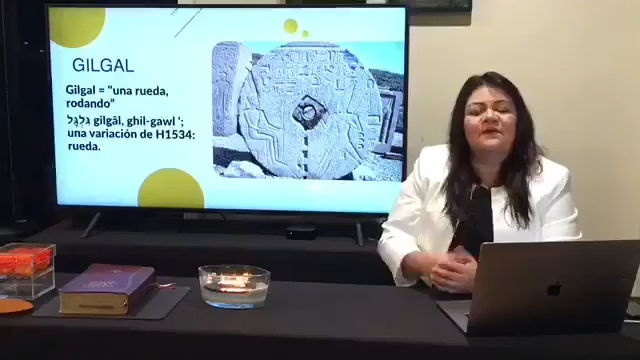 GILGAL
Gilgal = "una rueda,
rodando”
גִּלְגָּל gilgâl, ghil-gawl ';
una variación de H1534:
rueda.